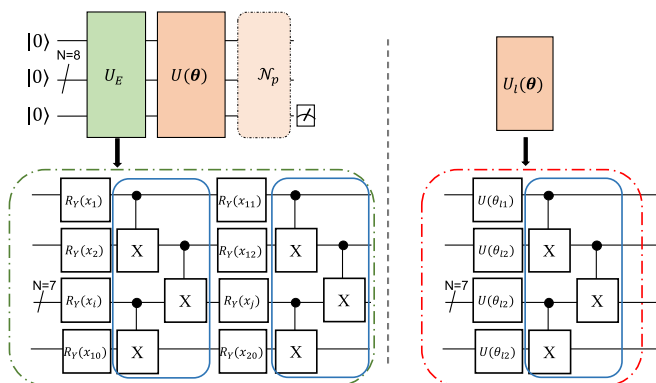 |0⟩
N=8
|0⟩
|0⟩
U_E
U(θ)
𝒩_p
U_l(θ)
R_Y(x_1) X R_Y(x_11) X
R_Y(x_2) X R_Y(x_12) X
N=7
R_Y(x_i) X R_Y(x_j) X
R_Y(x_10) R_Y(x_20)
U(θ_l1)
U(θ_l2) X
X
N=7
U(θ_l2)
U(θ_l2) X